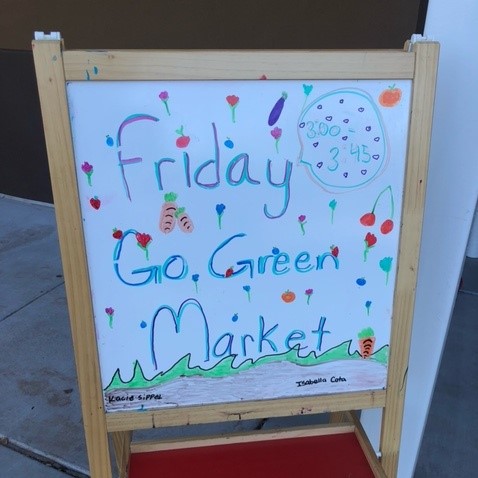 Friday
3:00 -
3:45
Go Green
Market
Kacie Sippel
Isabella Cota